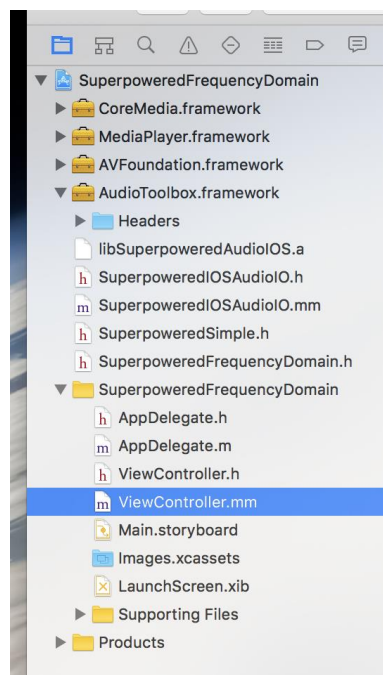 SuperpoweredFrequencyDomain
CoreMedia.framework
MediaPlayer.framework
AVFoundation.framework
AudioToolbox.framework
Headers
libSuperpoweredAudioIOS.a
h SuperpoweredIOSAudioIO.h
m SuperpoweredIOSAudioIO.mm
h SuperpoweredSimple.h
h SuperpoweredFrequencyDomain.h
SuperpoweredFrequencyDomain
h AppDelegate.h
m AppDelegate.m
h ViewController.h
m ViewController.mm
Main.storyboard
Images.xcassets
LaunchScreen.xib
Supporting Files
Products